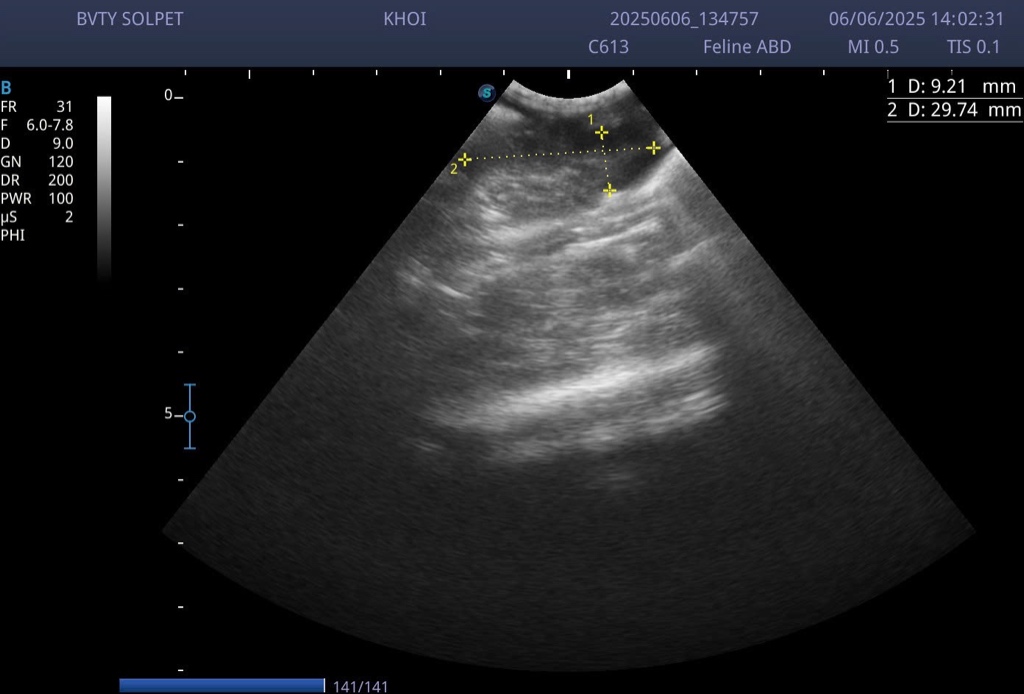 BVTY SOLPET KHOI 20250606_134757 06/06/2025 14:02:31
C613 Feline ABD MI 0.5 TIS 0.1
B
FR 31
F 6.0-7.8
D 9.0
GN 120
DR 200
PWR 100
µS 2
PHI
0
S
1 D: 9.21 mm
2 D: 29.74 mm
1
2
5
141/141